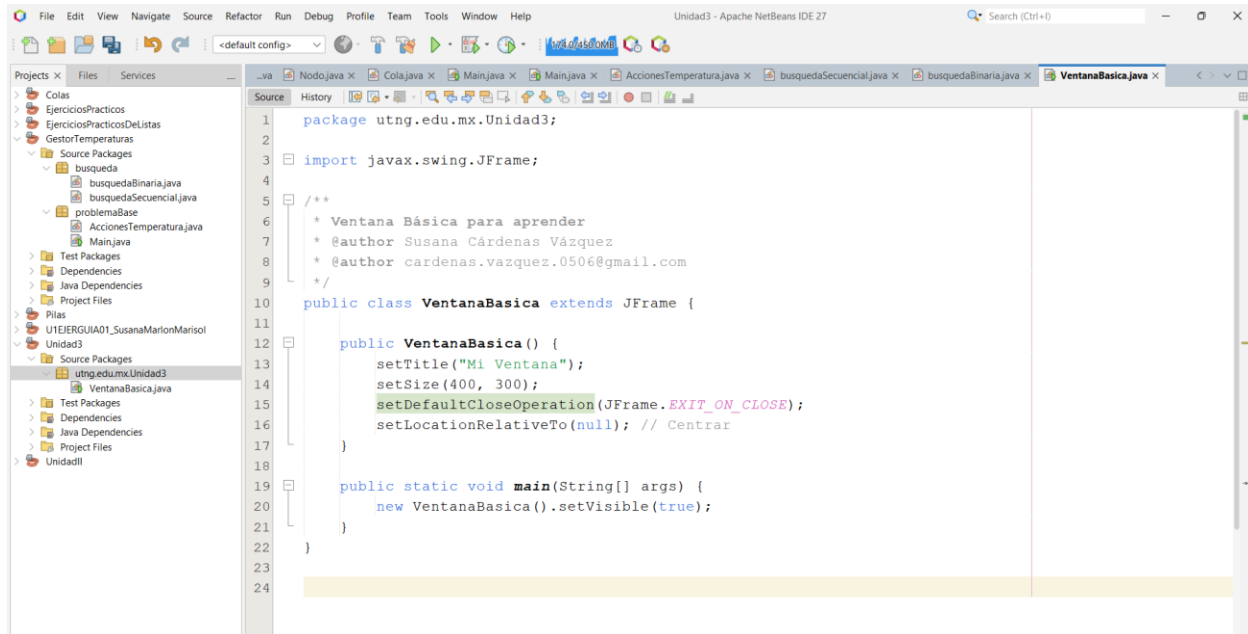 File Edit View Navigate Source Refactor Run Debug Profile Team Tools Window Help Unidad3 - Apache NetBeans IDE 27 Search (Ctrl+I)
<default config> 174.0/450.0MB
Projects Files Services
...va Nodo.java Cola.java Main.java Main.java AccionesTemperatura.java busquedaSecuencial.java busquedaBinaria.java VentanaBasica.java
Source History
Colas
EjerciciosPracticos
EjerciciosPracticosDeListas
GestorTemperaturas
Source Packages
busqueda
busquedaBinaria.java
busquedaSecuencial.java
problemaBase
AccionesTemperatura.java
Main.java
Test Packages
Dependencies
Java Dependencies
Project Files
Pilas
U1EJERGUIA01_SusanaMarlonMarisol
Unidad3
Source Packages
utng.edu.mx.Unidad3
VentanaBasica.java
Test Packages
Dependencies
Java Dependencies
Project Files
UnidadII
1 package utng.edu.mx.Unidad3;
2
3 import javax.swing.JFrame;
4
5 /**
6 * Ventana Básica para aprender
7 * @author Susana Cárdenas Vázquez
8 * @author cardenas.vazquez.0506@gmail.com
9 */
10 public class VentanaBasica extends JFrame {
11
12 public VentanaBasica() {
13 setTitle("Mi Ventana");
14 setSize(400, 300);
15 setDefaultCloseOperation(JFrame.EXIT_ON_CLOSE);
16 setLocationRelativeTo(null); // Centrar
17 }
18
19 public static void main(String[] args) {
20 new VentanaBasica().setVisible(true);
21 }
22 }
23
24